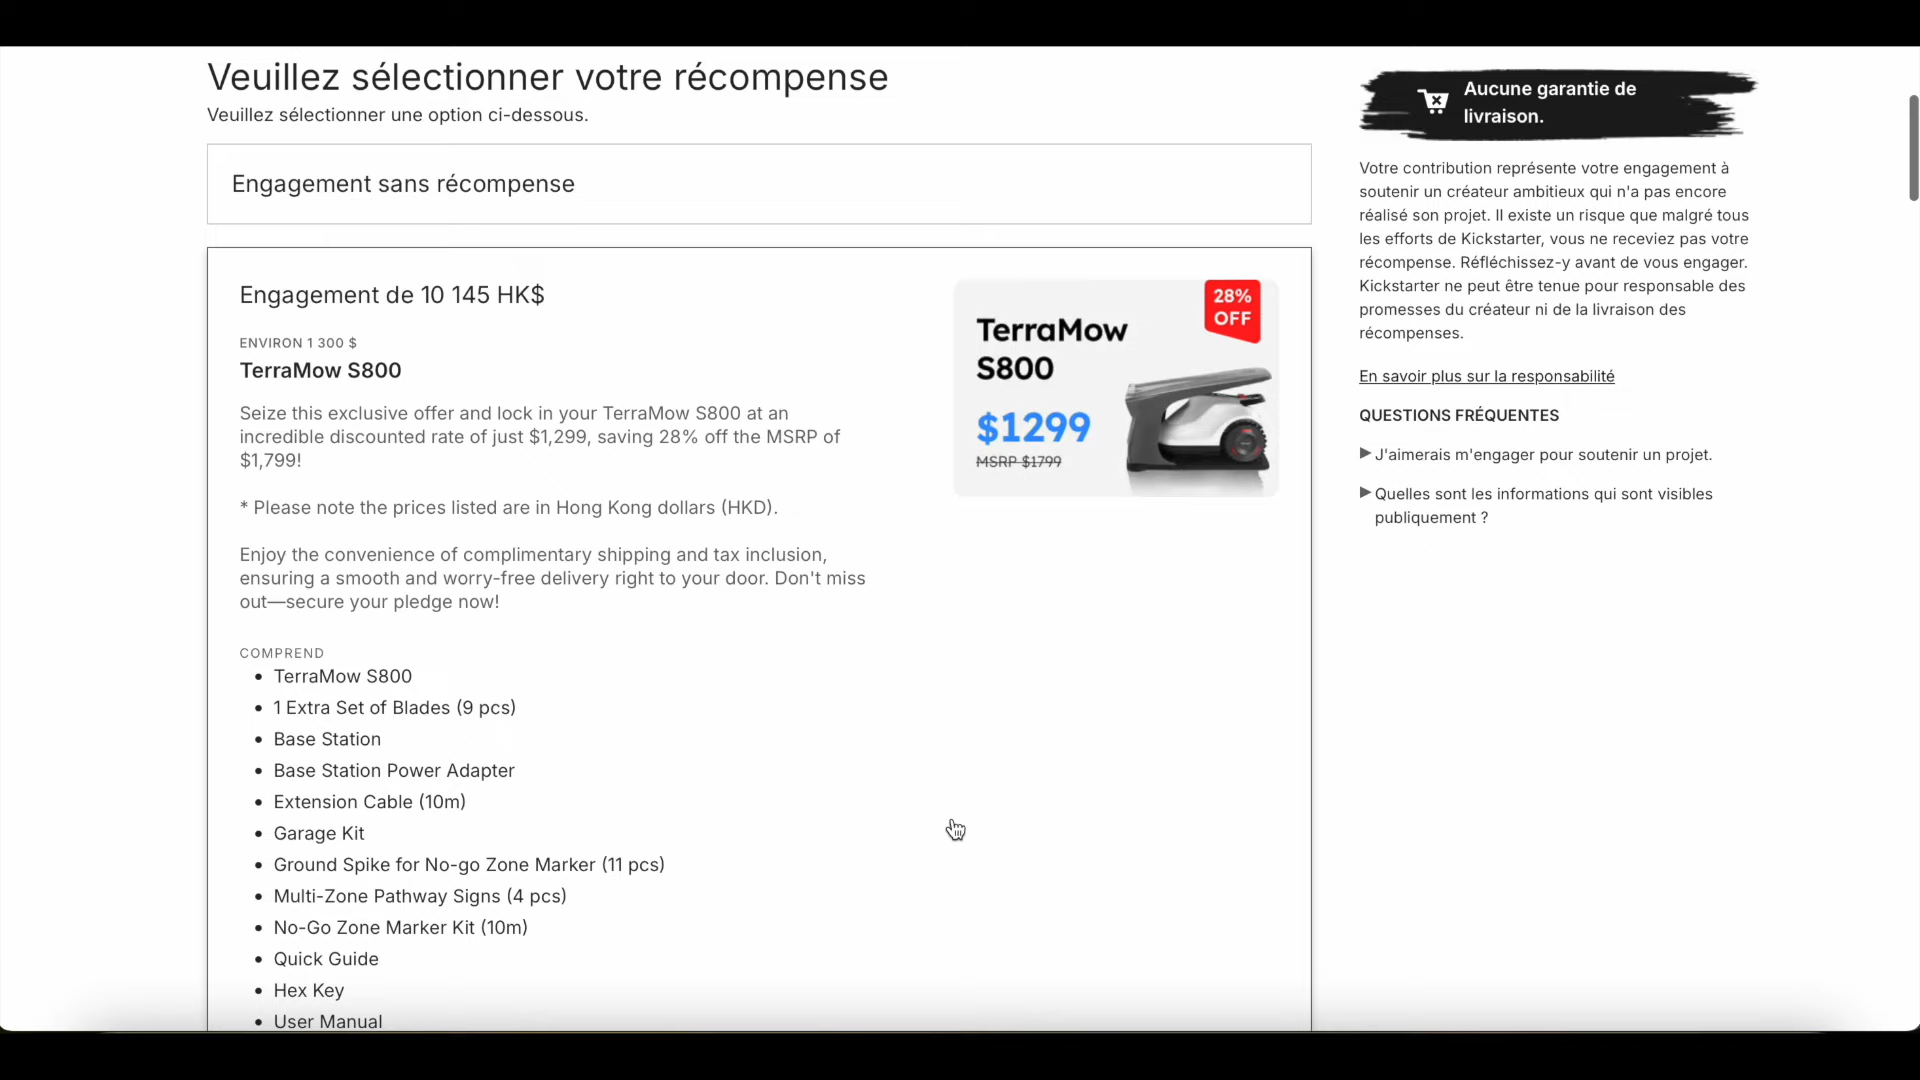 Veuillez sélectionner votre récompense
Veuillez sélectionner une option ci-dessous.
Engagement sans récompense
Engagement de 10 145 HK$
ENVIRON 1 300 $
TerraMow S800
Seize this exclusive offer and lock in your TerraMow S800 at an
incredible discounted rate of just $1,299, saving 28% off the MSRP of
$1,799!
* Please note the prices listed are in Hong Kong dollars (HKD).
Enjoy the convenience of complimentary shipping and tax inclusion,
ensuring a smooth and worry-free delivery right to your door. Don't miss
out—secure your pledge now!
COMPREND
• TerraMow S800
• 1 Extra Set of Blades (9 pcs)
• Base Station
• Base Station Power Adapter
• Extension Cable (10m)
• Garage Kit
• Ground Spike for No-go Zone Marker (11 pcs)
• Multi-Zone Pathway Signs (4 pcs)
• No-Go Zone Marker Kit (10m)
• Quick Guide
• Hex Key
• User Manual
28%
OFF
TerraMow
S800
$1299
MSRP $1799
Aucune garantie de
livraison.
Votre contribution représente votre engagement à
soutenir un créateur ambitieux qui n'a pas encore
réalisé son projet. Il existe un risque que malgré tous
les efforts de Kickstarter, vous ne receviez pas votre
récompense. Réfléchissez-y avant de vous engager.
Kickstarter ne peut être tenue pour responsable des
promesses du créateur ni de la livraison des
récompenses.
En savoir plus sur la responsabilité
QUESTIONS FRÉQUENTES
J'aimerais m'engager pour soutenir un projet.
Quelles sont les informations qui sont visibles
publiquement ?